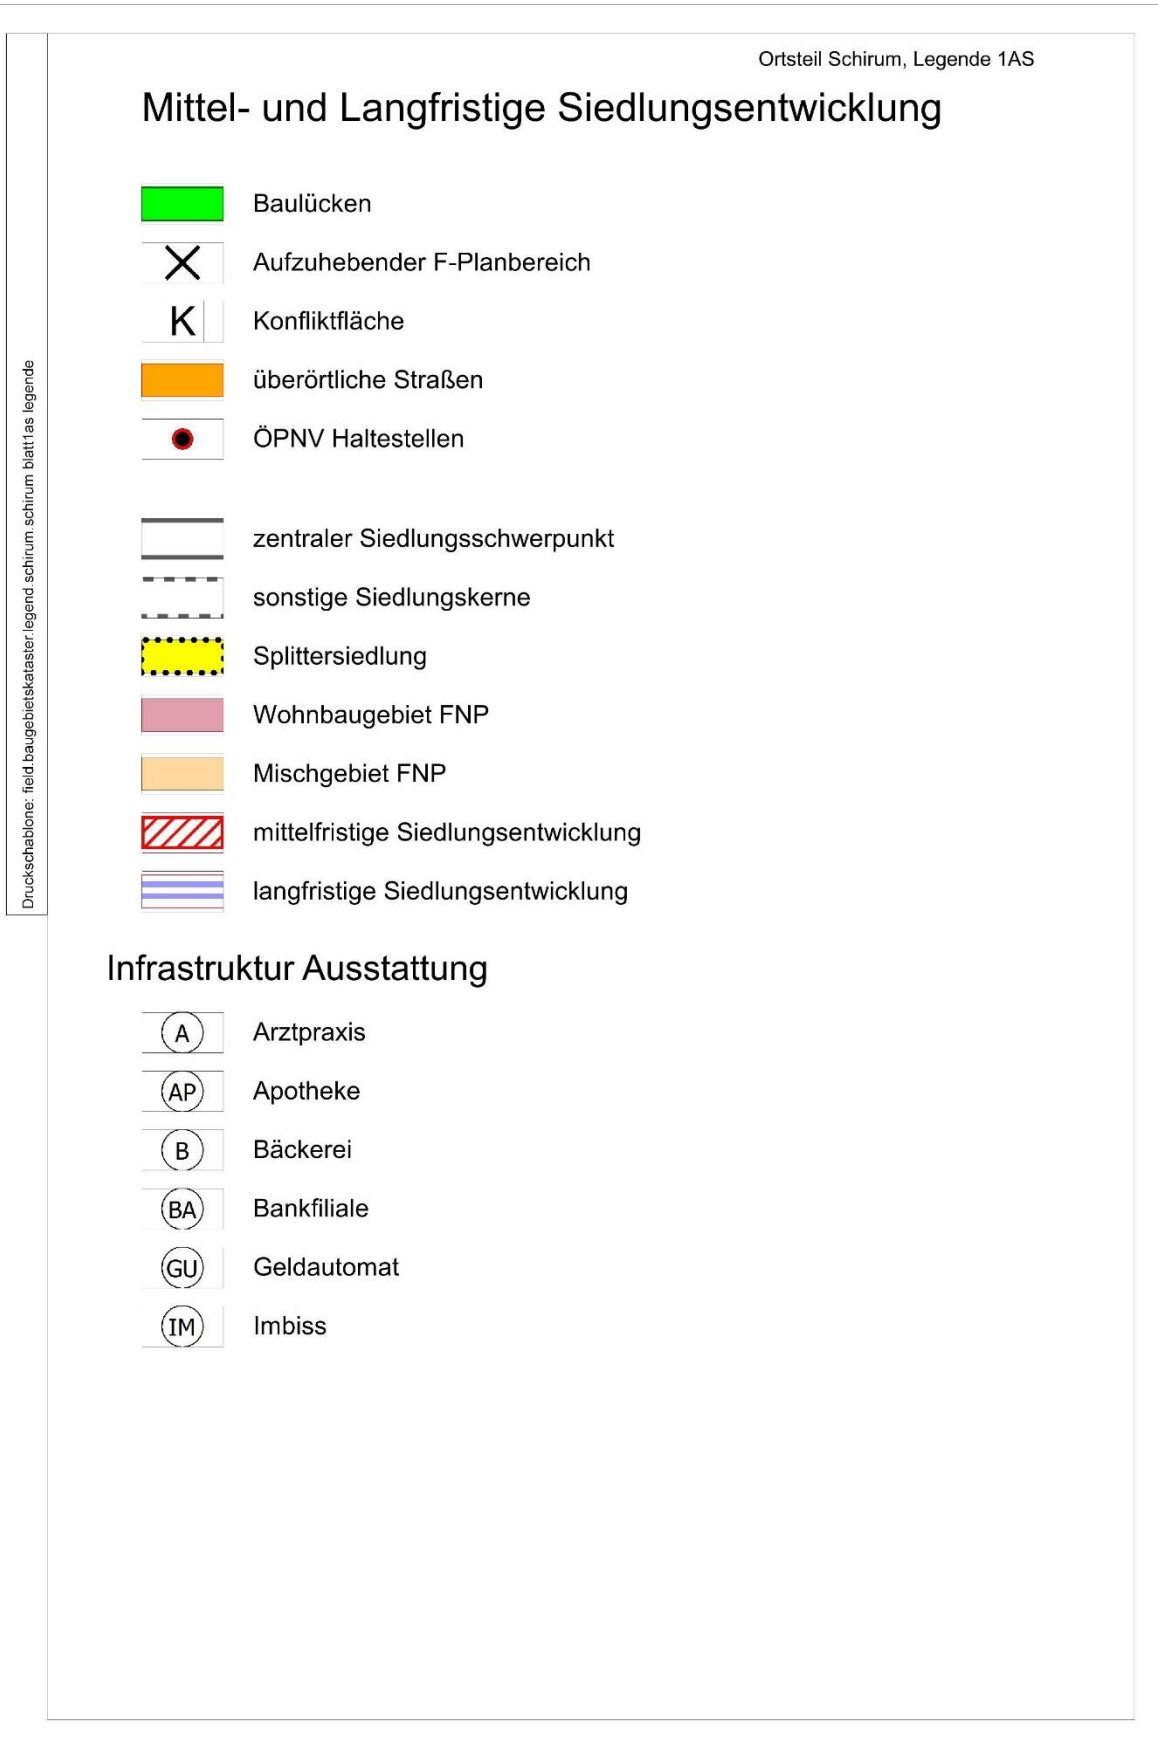 Ortsteil Schirum, Legende 1AS
Mittel- und Langfristige Siedlungsentwicklung
Baulücken
Aufzuhebender F-Planbereich
K Konfliktfläche
überörtliche Straßen
ÖPNV Haltestellen
zentraler Siedlungsschwerpunkt
sonstige Siedlungskerne
Splittersiedlung
Wohnbaugebiet FNP
Mischgebiet FNP
mittelfristige Siedlungsentwicklung
langfristige Siedlungsentwicklung
Infrastruktur Ausstattung
A Arztpraxis
AP Apotheke
B Bäckerei
BA Bankfiliale
GU Geldautomat
IM Imbiss
Druckschablone: field.baugebietskataster.legend.schirum.schirum blatt1as legende